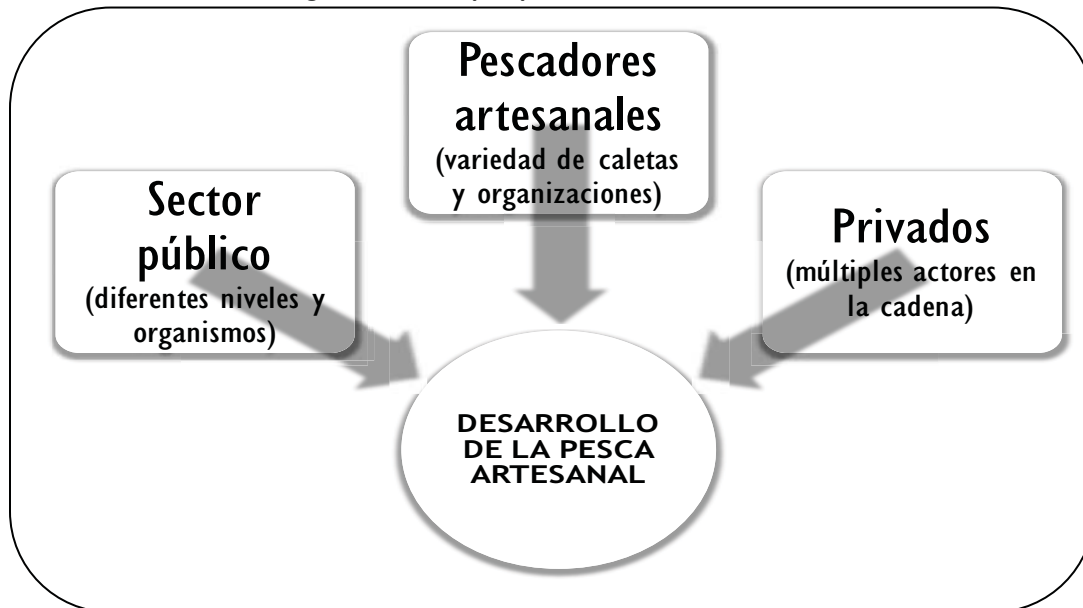 Pescadores
artesanales
(variedad de caletas
y organizaciones)
Sector
público
(diferentes niveles y
organismos)
Privados
(múltiples actores en
la cadena)
DESARROLLO
DE LA PESCA
ARTESANAL